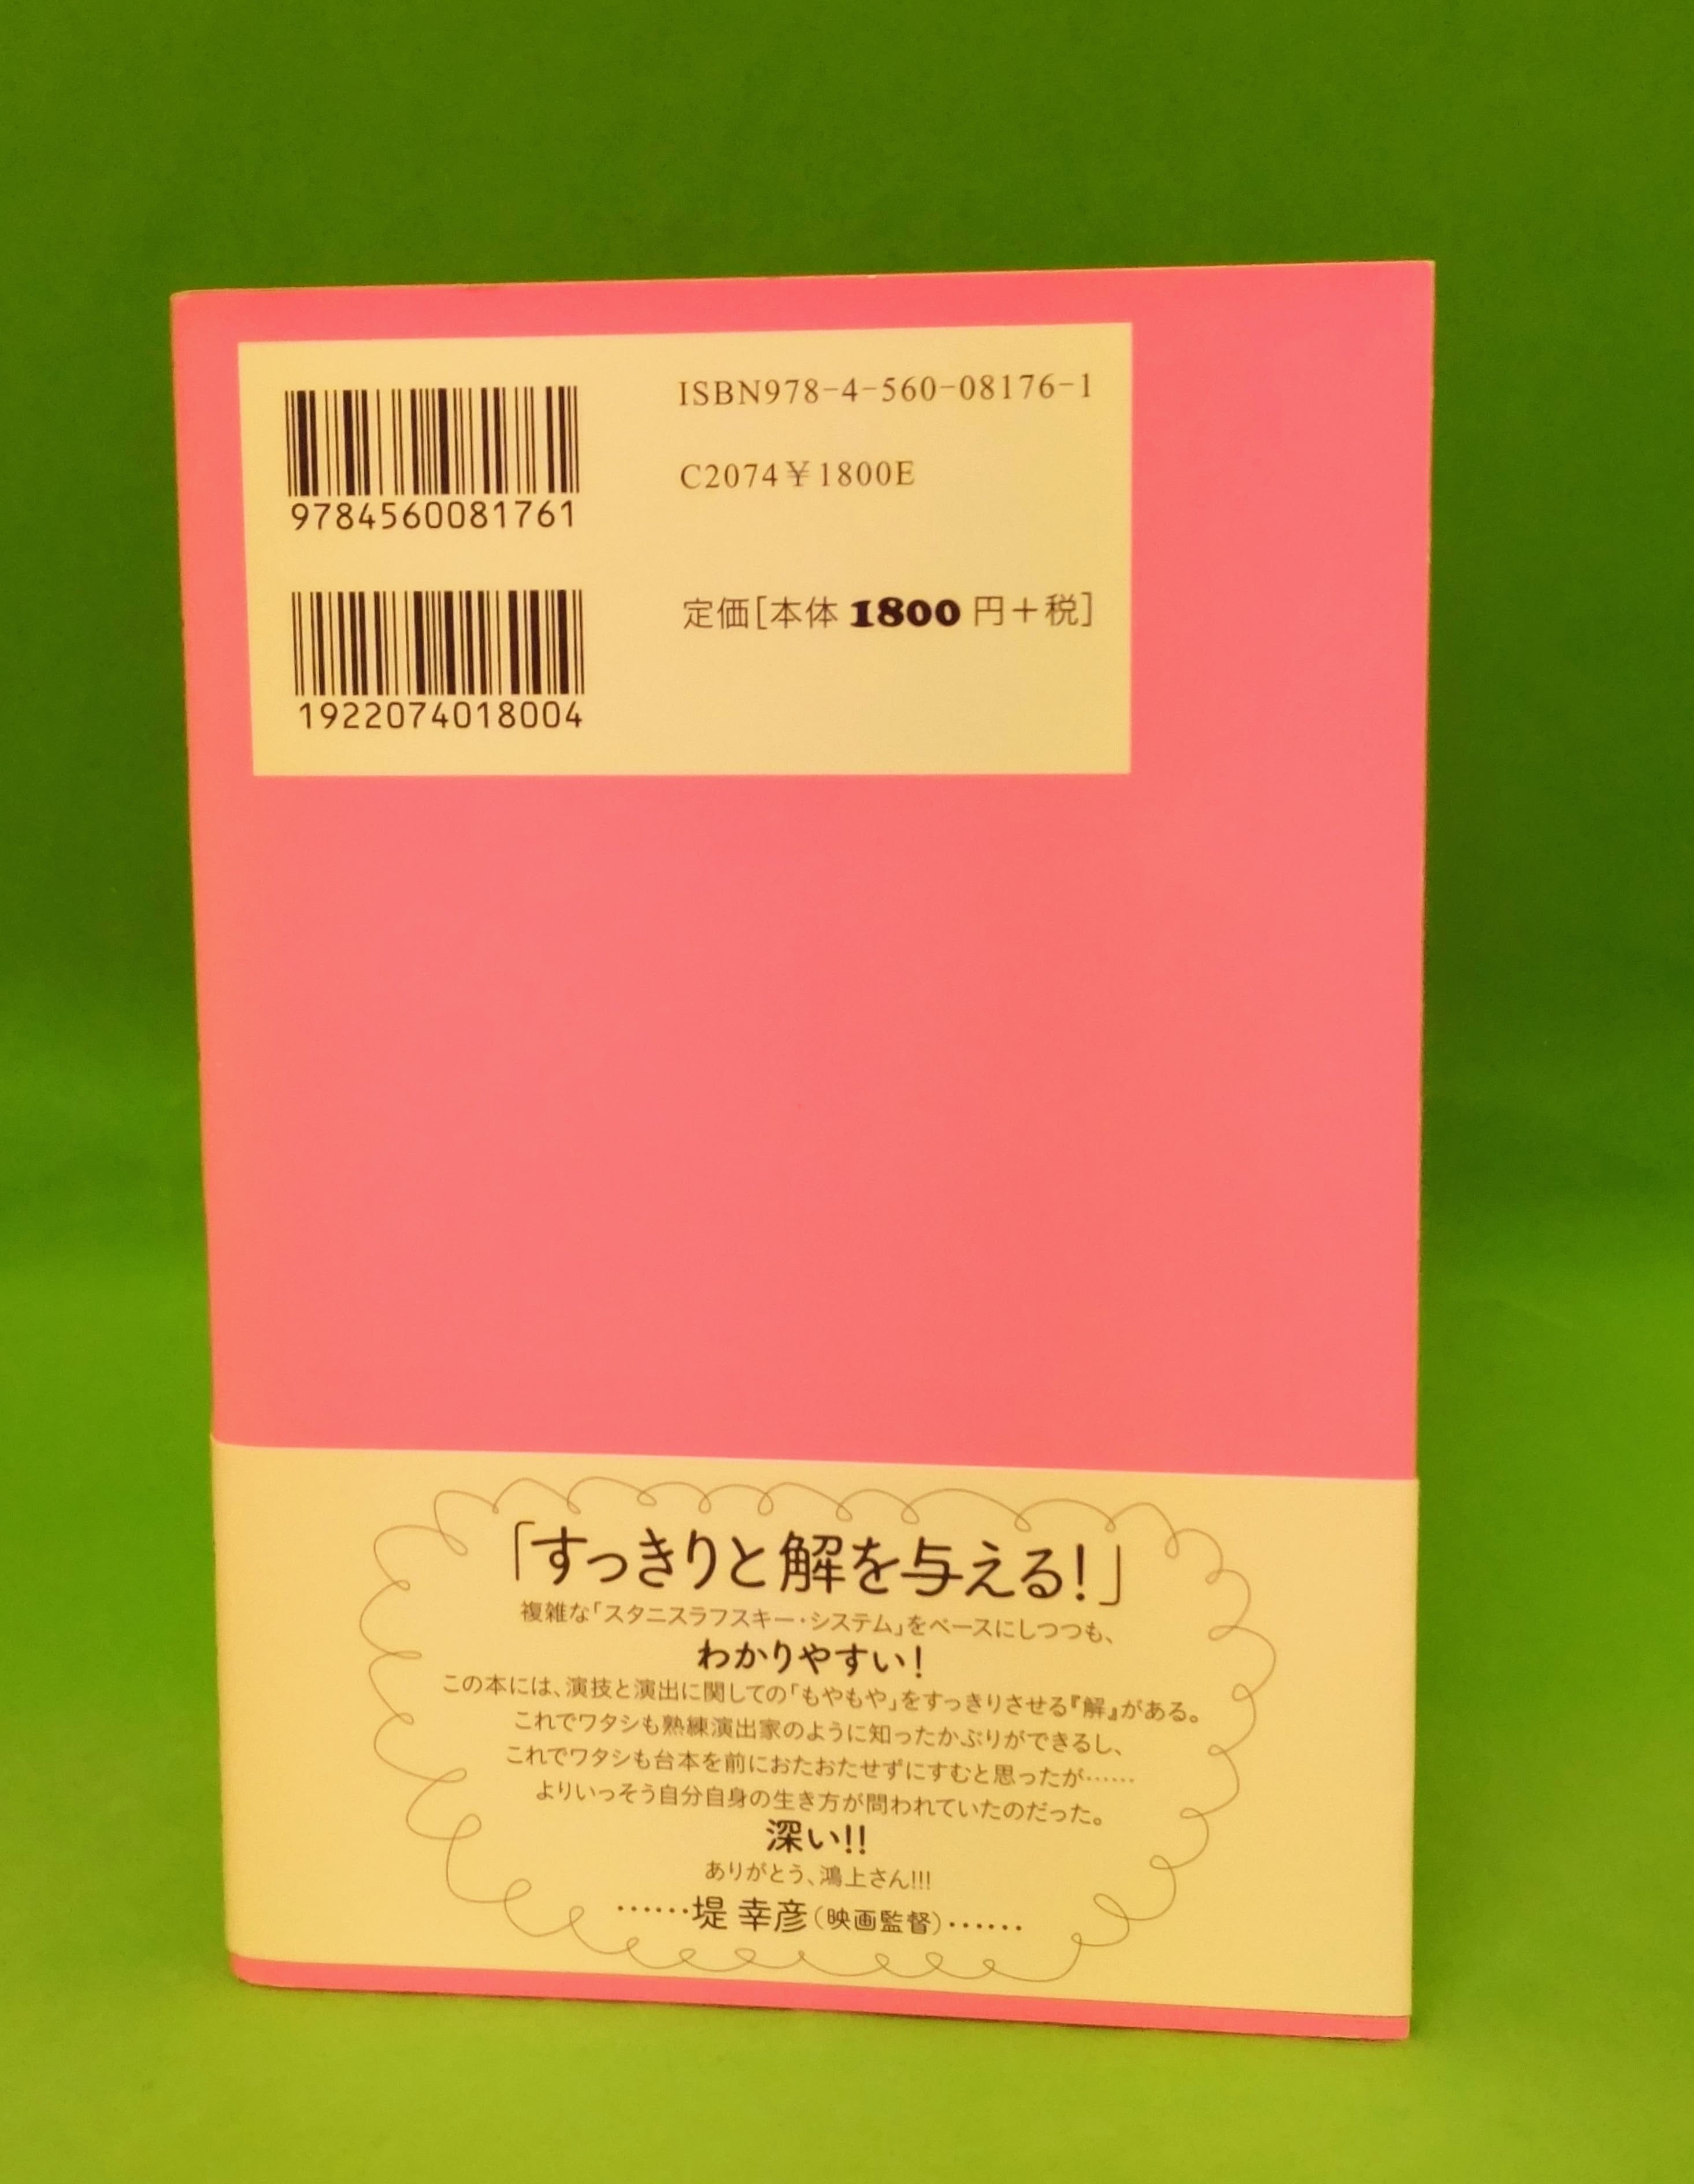 ISBN978-4-560-08176-1
C2074¥1800E
9784560081761
定価[本体 1800 円+税]
1922074018004
「すっきりと解を与える!」
複雑な「スタニスラフスキー・システム」をベースにしつつも、
わかりやすい!
この本には、演技と演出に関しての「もやもや」をすっきりさせる『解』がある。
これでワタシも熟練演出家のように知ったかぶりができるし、
これでワタシも台本を前におたおたせずにすむと思ったが……
よりいっそう自分自身の生き方が問われていたのだった。
深い!!
ありがとう、鴻上さん!!!
……堤 幸彦(映画監督)……